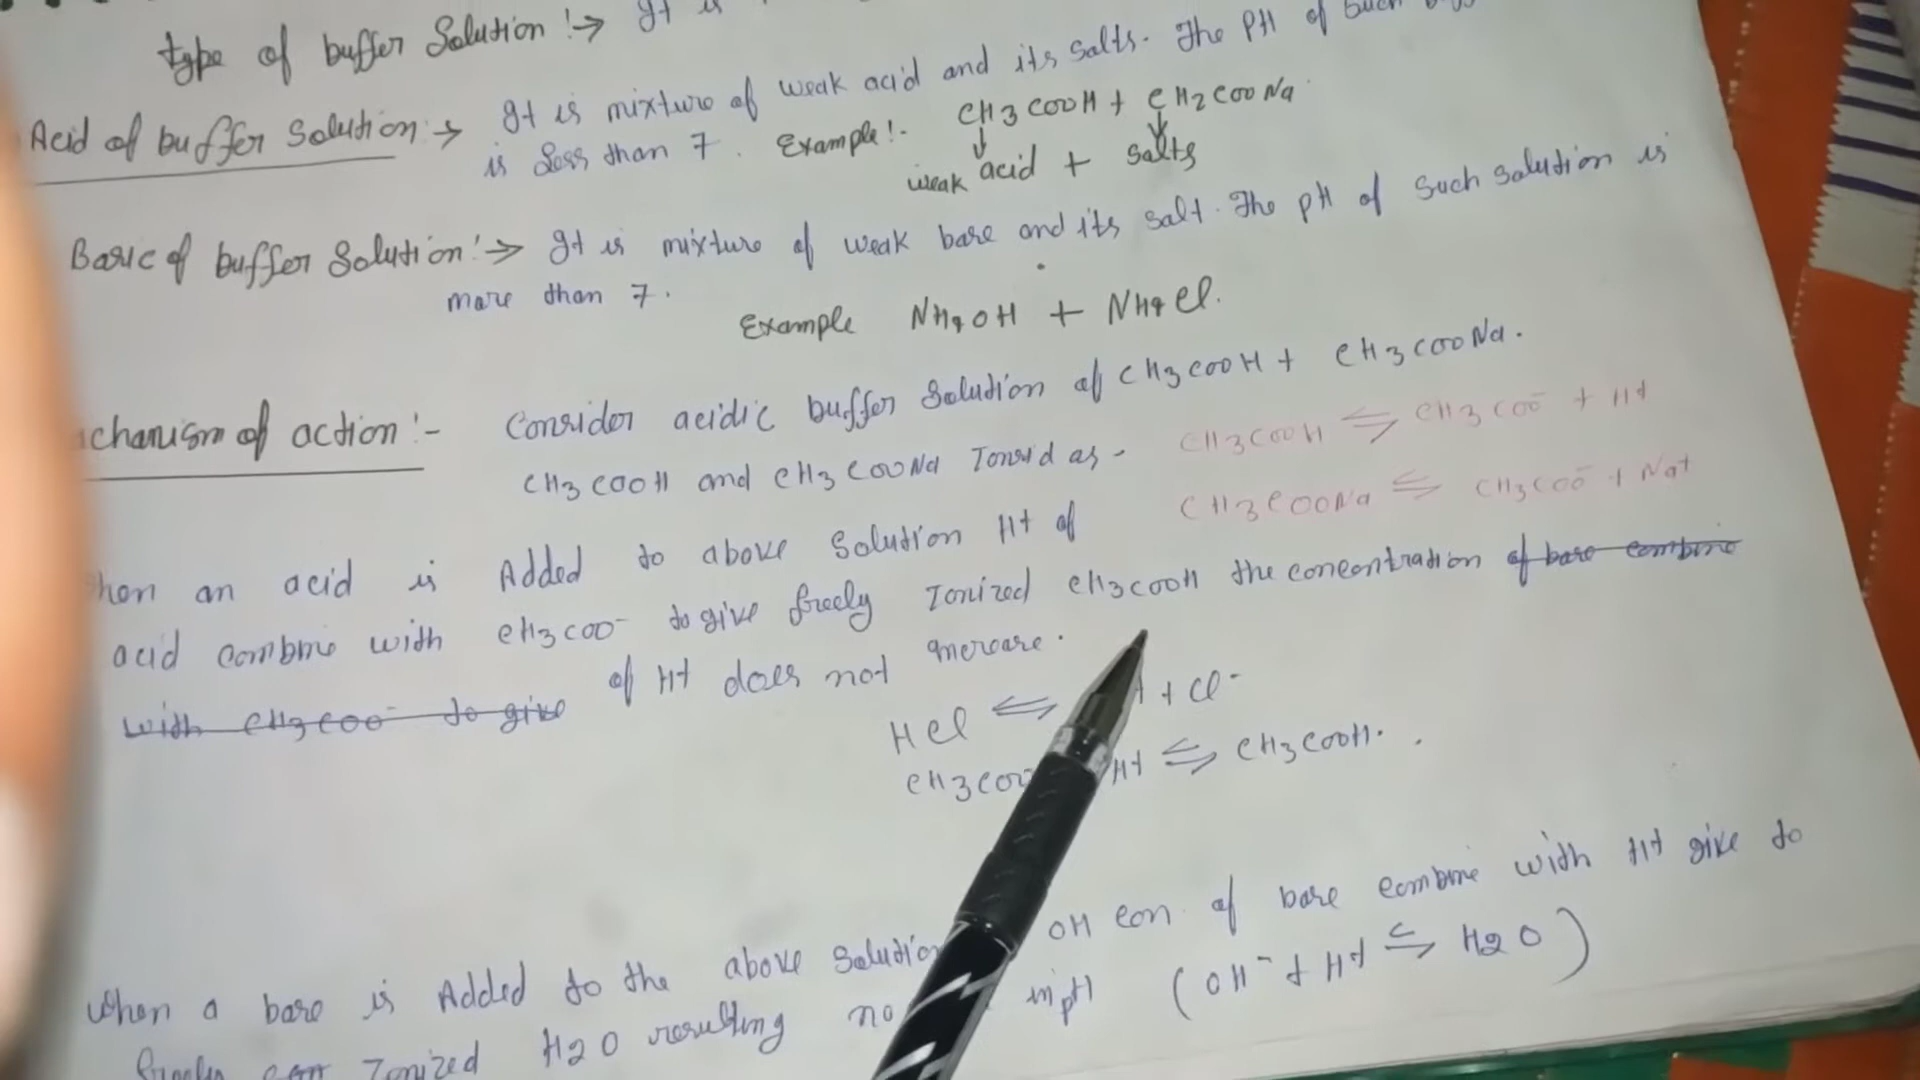 type of buffer Solution :→ It is
Acid of buffer Solution :→ It is mixture of weak acid and its salts. The PH of such
is less than 7. Example :- CH3COOH + CH2COONa
weak acid + salts
Basic of buffer Solution :→ It is mixture of weak base and its salt. The pH of such solution is
more than 7.
Example NH4OH + NH4Cl.
chanism of action :- Consider acidic buffer Solution of CH3COOH + CH3COONa.
CH3COOH and CH3COONa Ionsid as - CH3COOH ⇌ CH3COO- + H+
CH3COONa ⇌ CH3COO- + Na+
hen an acid is Added to above Solution H+ of
acid combine with CH3COO- to give freely Ionized CH3COOH the concentration of base combine
with CH3COO- to give of H+ does not increase.
HCl ⇌ + Cl-
CH3COO H+ ⇌ CH3COOH.
When a base is Added to the above Solution OH con of base combine with H+ give to
Ionized H2O resulting no in pH (OH- + H+ ⇌ H2O)